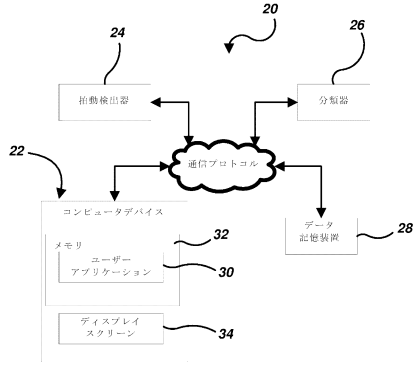 20
24
26
拍動検出器
分類器
通信プロトコル
22
コンピュータデバイス
メモリ
32
ユーザー
アプリケーション
30
データ
記憶装置
28
ディスプレイ
スクリーン
34